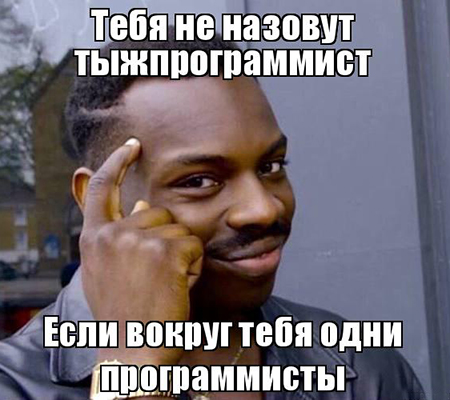 Тебя не назовут
тыжпрограммист
Если вокруг тебя одни
программисты